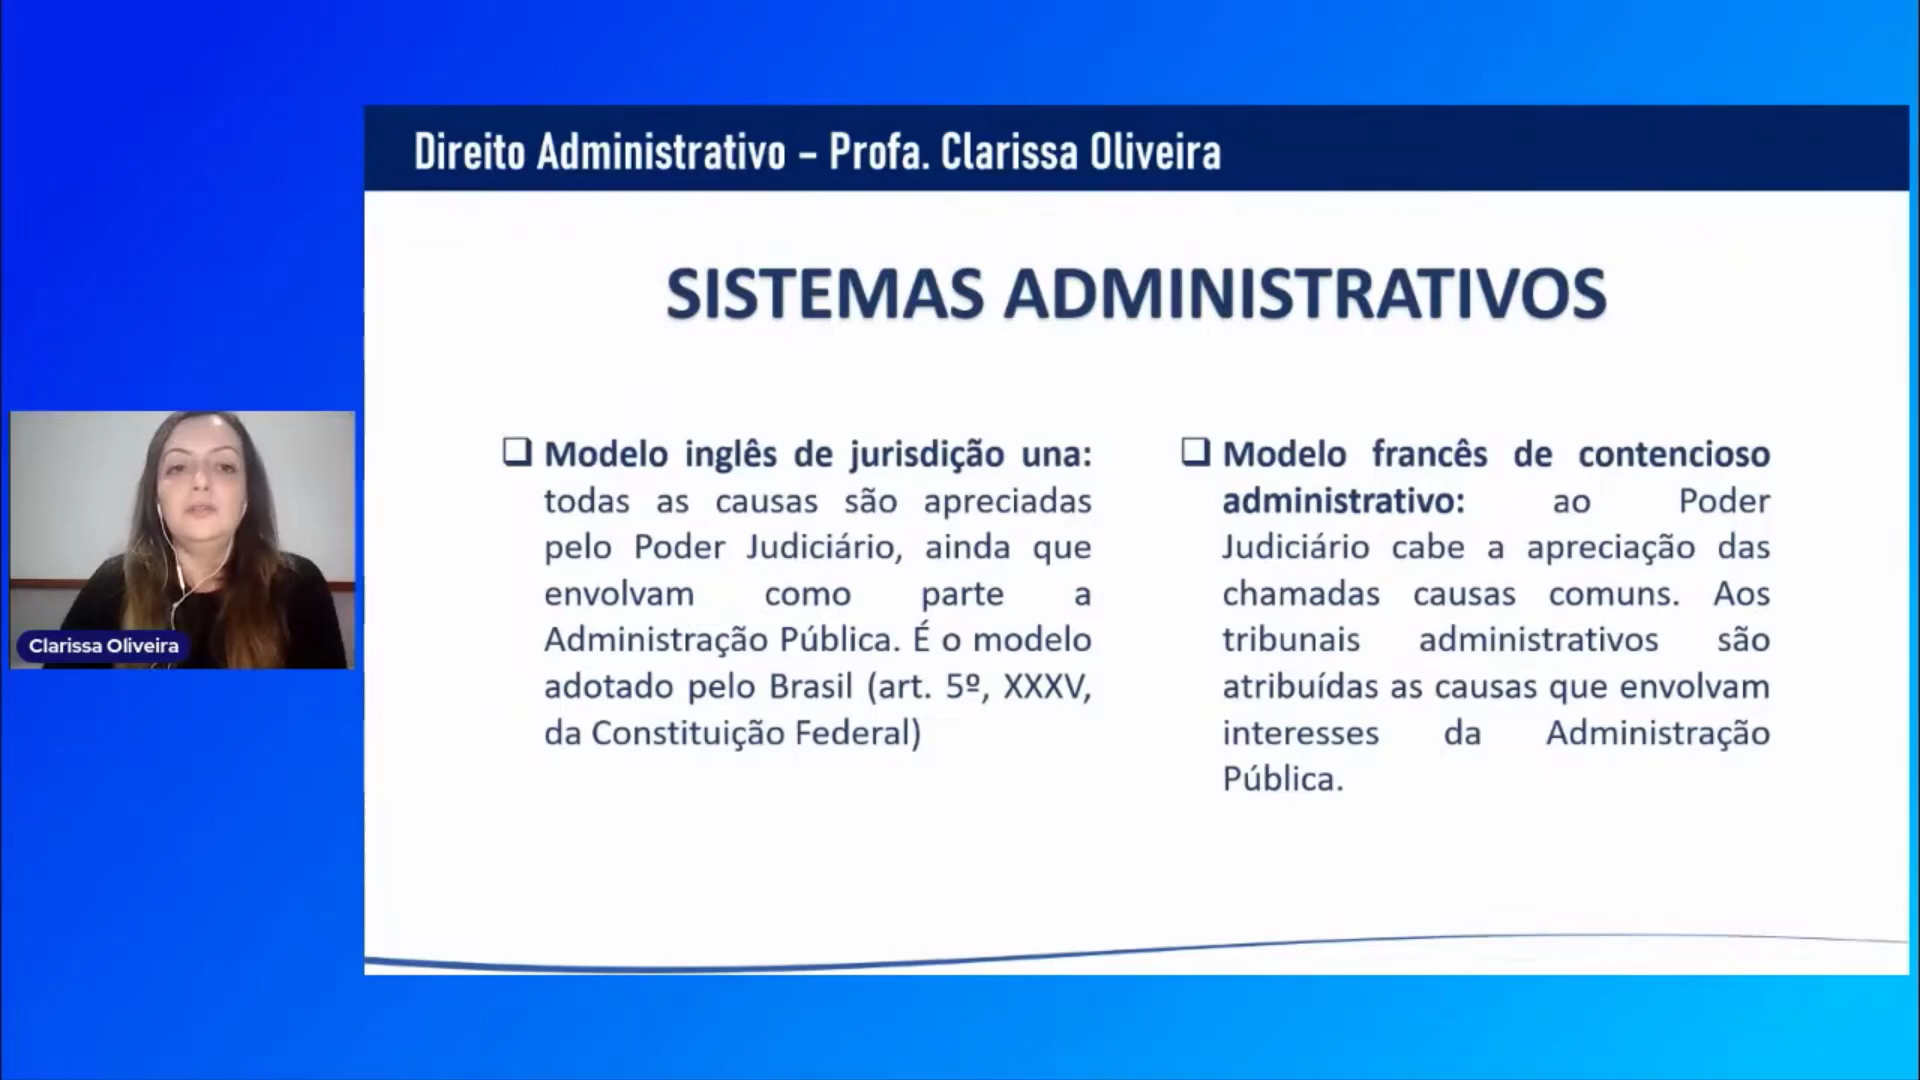 Direito Administrativo – Profa. Clarissa Oliveira
SISTEMAS ADMINISTRATIVOS
Modelo inglês de jurisdição una:
todas as causas são apreciadas
pelo Poder Judiciário, ainda que
envolvam como parte a
Administração Pública. É o modelo
adotado pelo Brasil (art. 5º, XXXV,
da Constituição Federal)
Modelo francês de contencioso
administrativo: ao Poder
Judiciário cabe a apreciação das
chamadas causas comuns. Aos
tribunais administrativos são
atribuídas as causas que envolvam
interesses da Administração
Pública.
Clarissa Oliveira